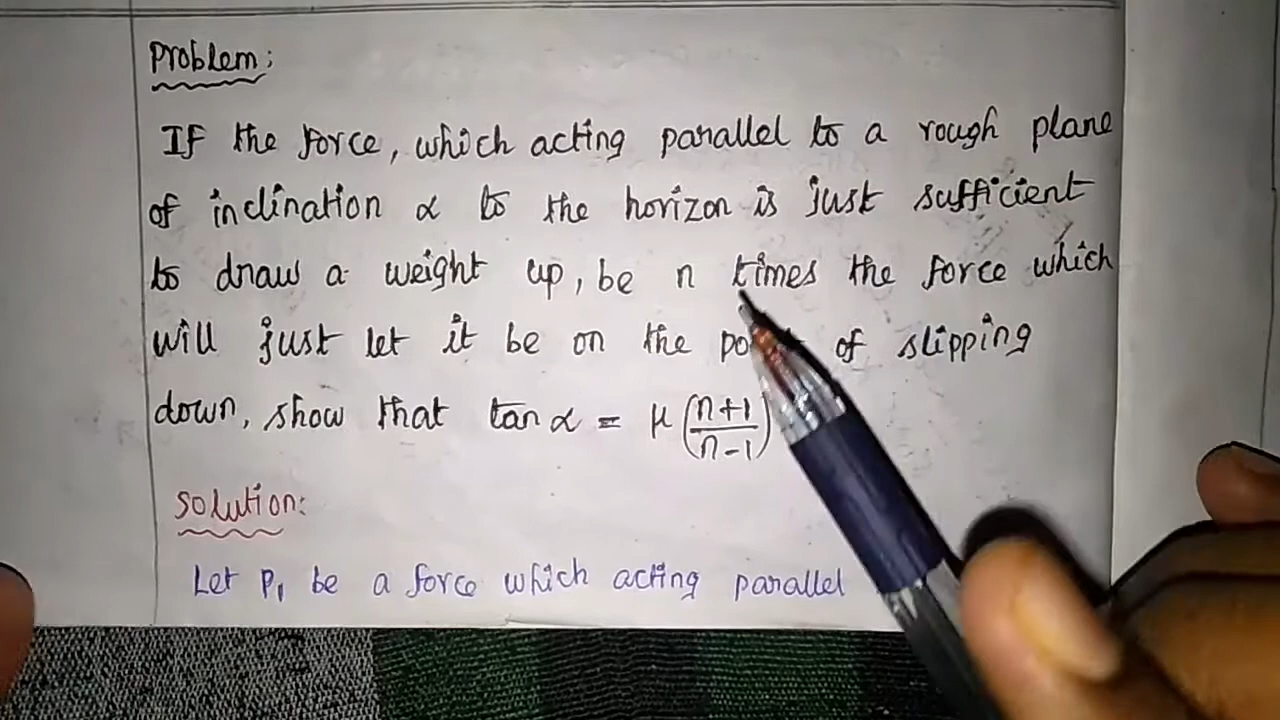 Problem:
If the force, which acting parallel to a rough plane
of inclination α to the horizon is just sufficient
to draw a weight up, be n times the force which
will just let it be on the of slipping
down, show that tan α = μ (n+1/n-1)
Solution:
Let P₁ be a force which acting parallel